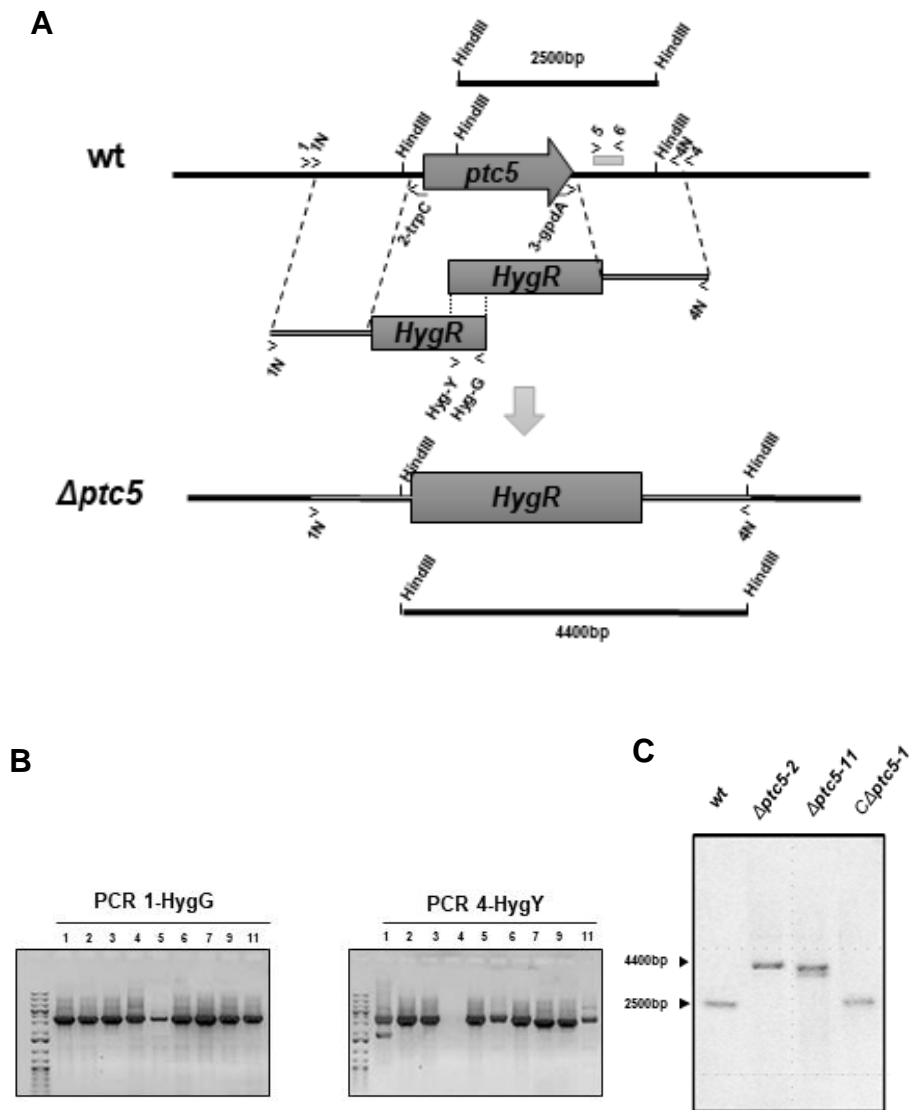 A
HindIII
2500bp
HindIII
HindIII
HindIII
HindIII
1
1N
5
6
4N
4
wt
ptc5
2-trpC
3-gpdA
HygR
4N
HygR
1N
Hyg-Y
Hyg-G
HindIII
HindIII
Δptc5
HygR
1N
4N
HindIII
HindIII
4400bp
B
PCR 1-HygG
1 2 3 4 5 6 7 9 11
PCR 4-HygY
1 2 3 4 5 6 7 9 11
C
wt
Δptc5-2
Δptc5-11
CΔptc5-1
4400bp
2500bp